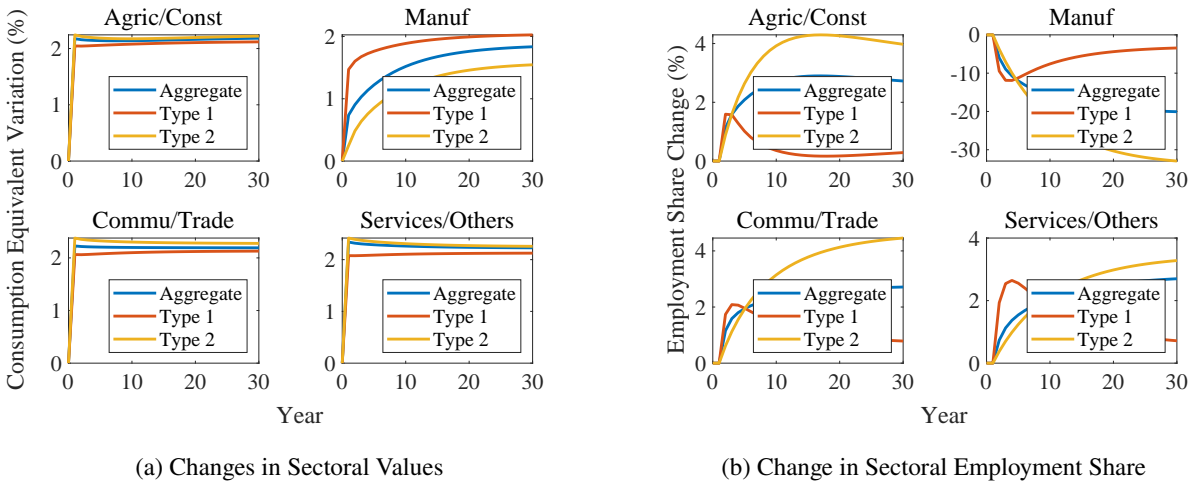 Agric/Const
Manuf
Agric/Const
Manuf
Consumption Equivalent Variation (%)
2
1
0
Aggregate
Type 1
Type 2
0 10 20 30
2
1
0
Aggregate
Type 1
Type 2
0 10 20 30
Employment Share Change (%)
4
2
0
Aggregate
Type 1
Type 2
0 10 20 30
0
-10
-20
-30
Aggregate
Type 1
Type 2
0 10 20 30
Commu/Trade
Services/Others
Commu/Trade
Services/Others
2
1
0
Aggregate
Type 1
Type 2
0 10 20 30
2
1
0
Aggregate
Type 1
Type 2
0 10 20 30
4
2
0
Aggregate
Type 1
Type 2
0 10 20 30
4
2
0
Aggregate
Type 1
Type 2
0 10 20 30
Year
Year
(a) Changes in Sectoral Values
(b) Change in Sectoral Employment Share